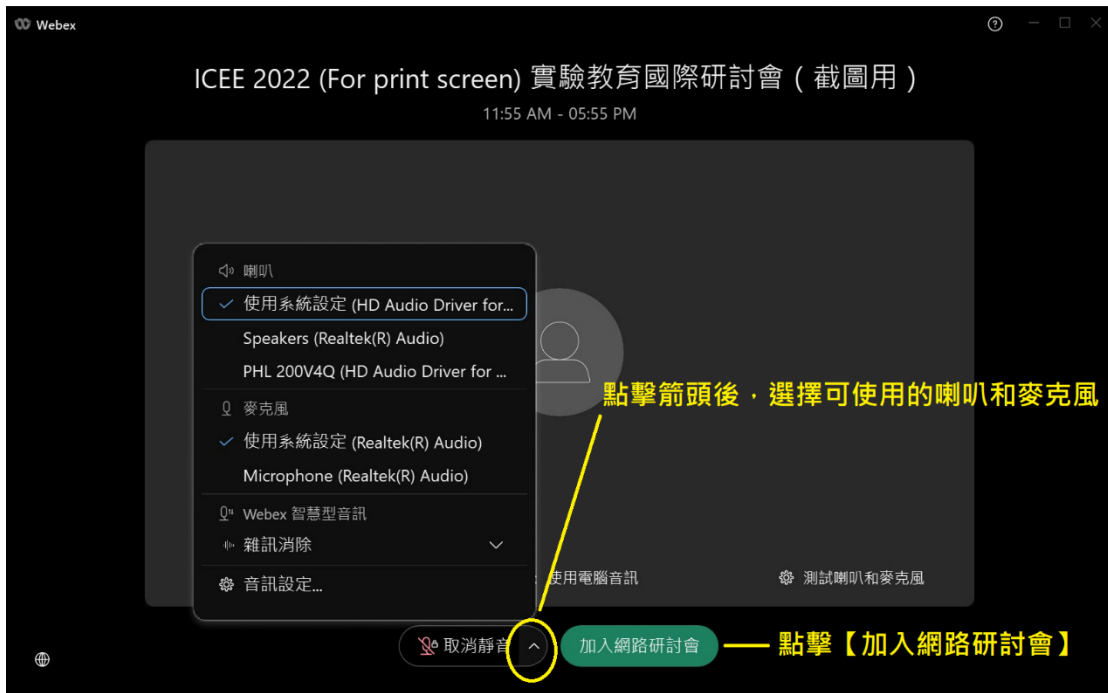 Webex
ICEE 2022 (For print screen) 實驗教育國際研討會 ( 截圖用 )
11:55 AM - 05:55 PM
喇叭
使用系統設定 (HD Audio Driver for...
Speakers (Realtek(R) Audio)
PHL 200V4Q (HD Audio Driver for ...
麥克風
使用系統設定 (Realtek(R) Audio)
Microphone (Realtek(R) Audio)
Webex 智慧型音訊
雜訊消除
音訊設定...
點擊箭頭後，選擇可使用的喇叭和麥克風
使用電腦音訊
測試喇叭和麥克風
取消靜音
加入網路研討會
點擊【加入網路研討會】